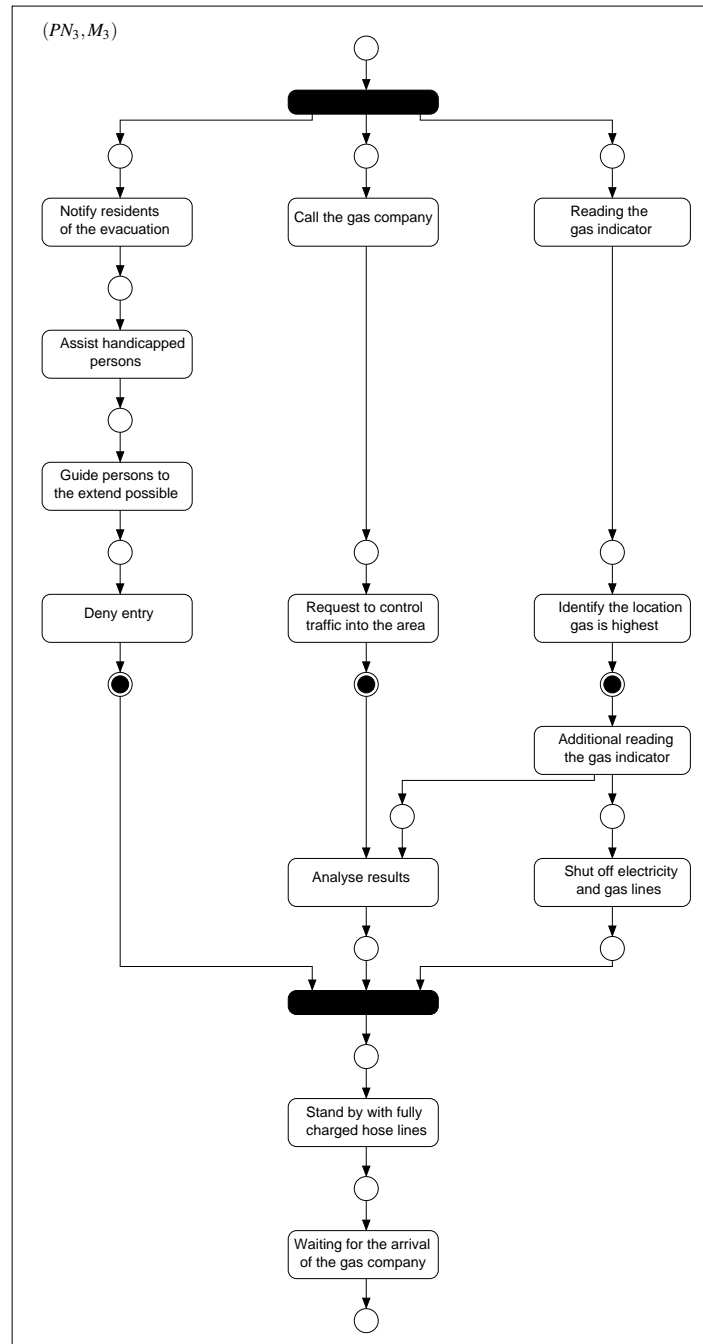 (PN3, M3)
Notify residents
of the evacuation
Call the gas company
Reading the
gas indicator
Assist handicapped
persons
Guide persons to
the extend possible
Deny entry
Request to control
traffic into the area
Identify the location
gas is highest
Additional reading
the gas indicator
Analyse results
Shut off electricity
and gas lines
Stand by with fully
charged hose lines
Waiting for the arrival
of the gas company